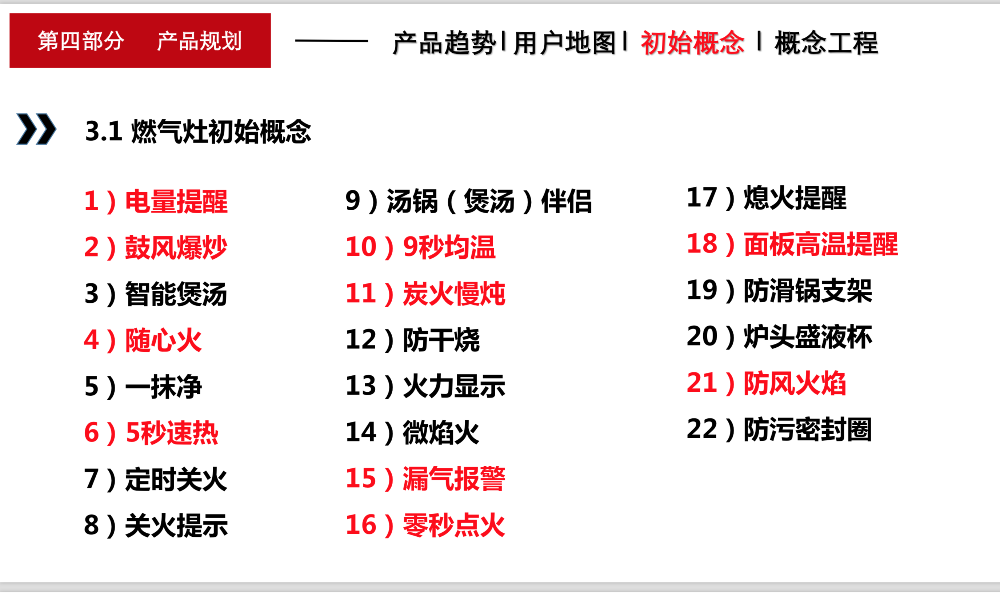 第四部分 产品规划
产品趋势|用户地图| 初始概念 | 概念工程
3.1 燃气灶初始概念
1）电量提醒
2）鼓风爆炒
3）智能煲汤
4）随心火
5）一抹净
6）5秒速热
7）定时关火
8）关火提示
9）汤锅（煲汤）伴侣
10）9秒均温
11）炭火慢炖
12）防干烧
13）火力显示
14）微焰火
15）漏气报警
16）零秒点火
17）熄火提醒
18）面板高温提醒
19）防滑锅支架
20）炉头盛液杯
21）防风火焰
22）防污密封圈